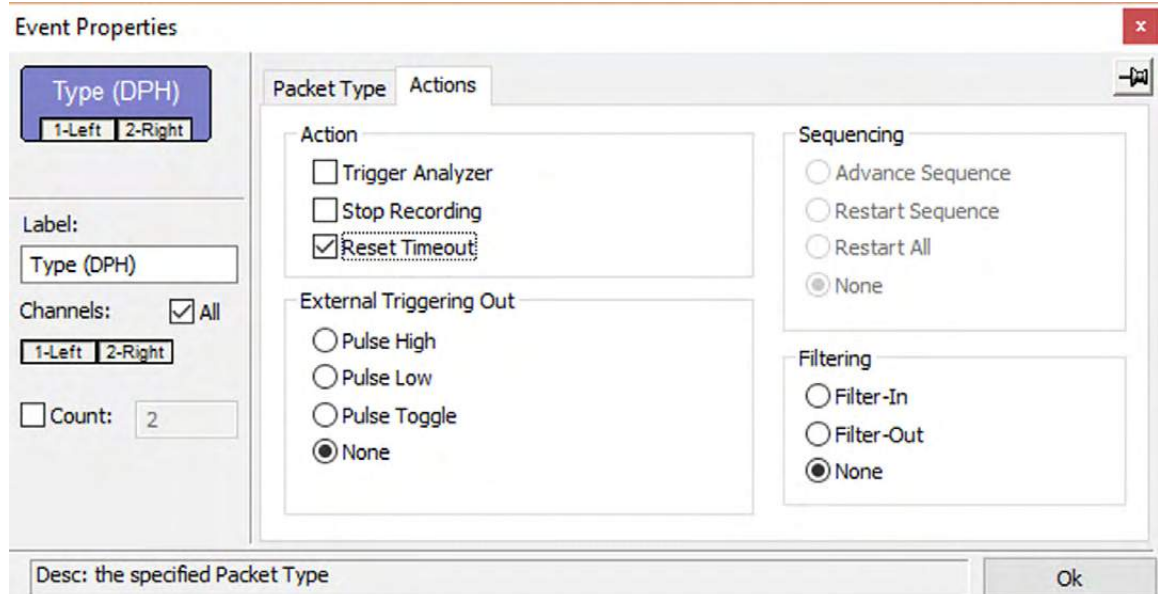 Event Properties
x
Type (DPH)
1-Left 2-Right
Label:
Type (DPH)
Channels: All
1-Left 2-Right
Count: 2
Packet Type Actions
Action
Trigger Analyzer
Stop Recording
Reset Timeout
External Triggering Out
Pulse High
Pulse Low
Pulse Toggle
None
Sequencing
Advance Sequence
Restart Sequence
Restart All
None
Filtering
Filter-In
Filter-Out
None
Desc: the specified Packet Type
Ok